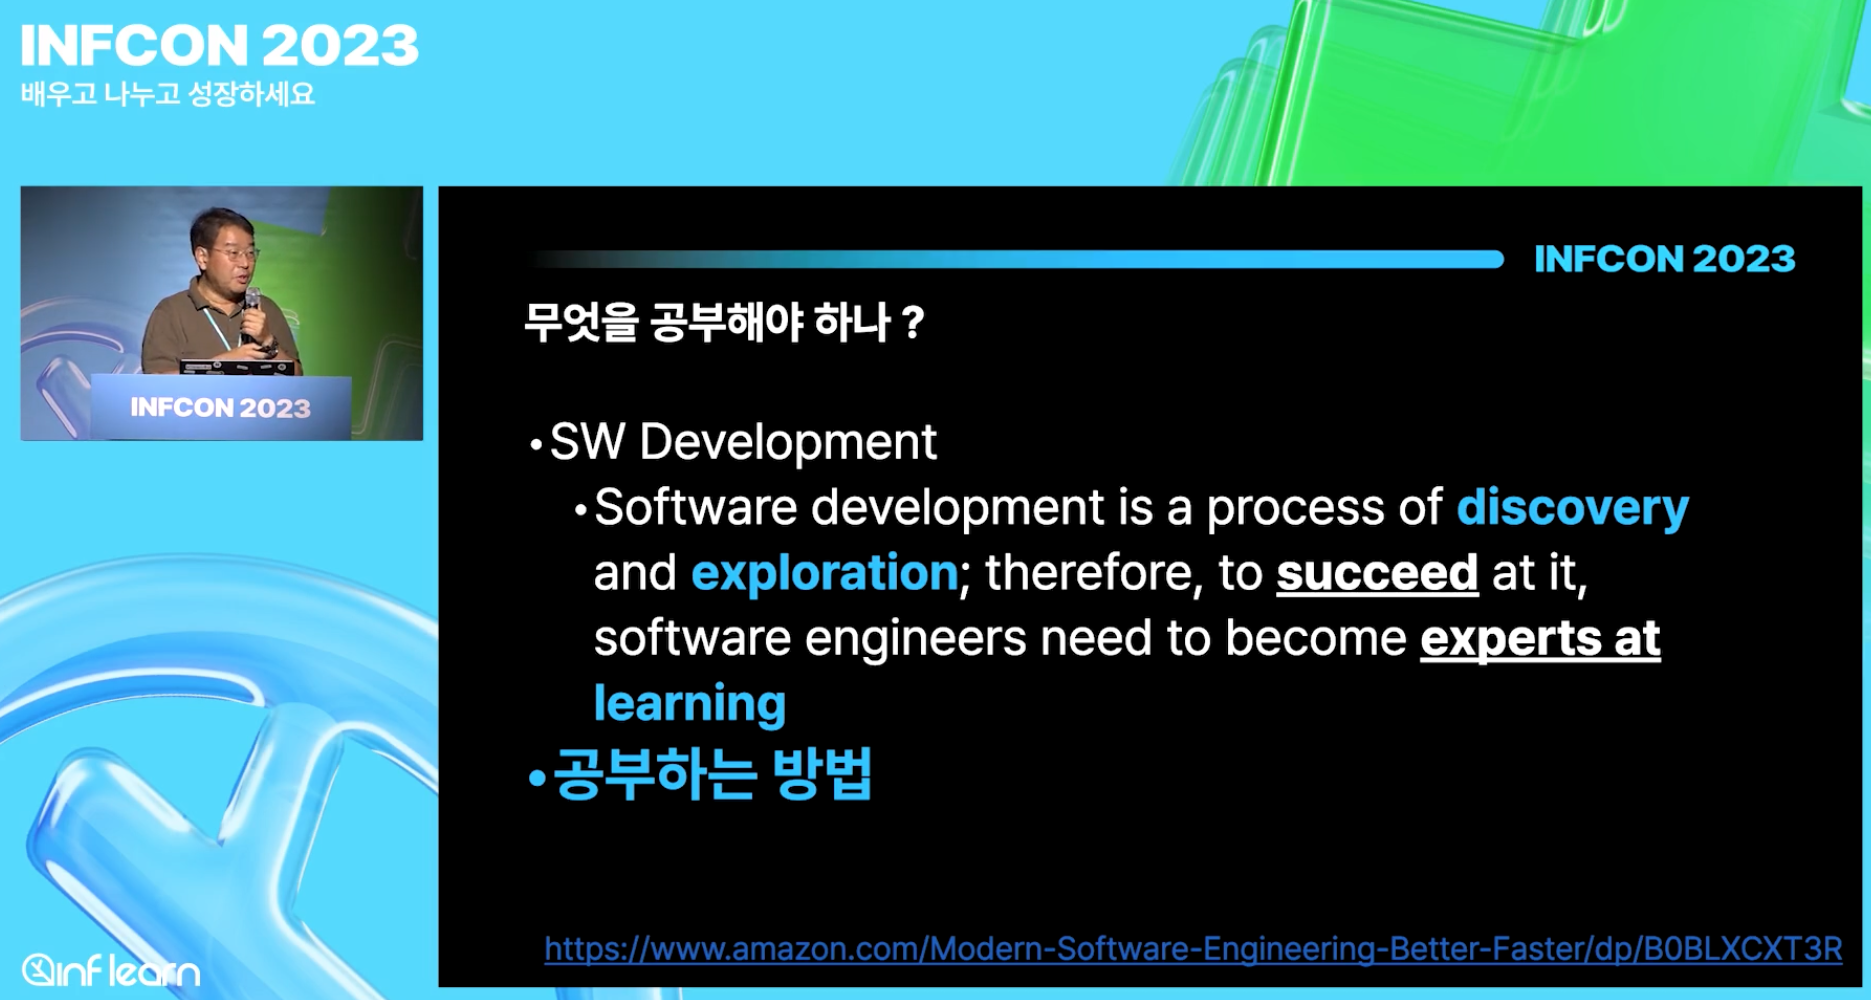 INFCON 2023
배우고 나누고 성장하세요
INFCON 2023
INFCON 2023
무엇을 공부해야 하나 ?
•SW Development
•Software development is a process of discovery
and exploration; therefore, to succeed at it,
software engineers need to become experts at
learning
•공부하는 방법
https://www.amazon.com/Modern-Software-Engineering-Better-Faster/dp/B0BLXCXT3R
inflearn